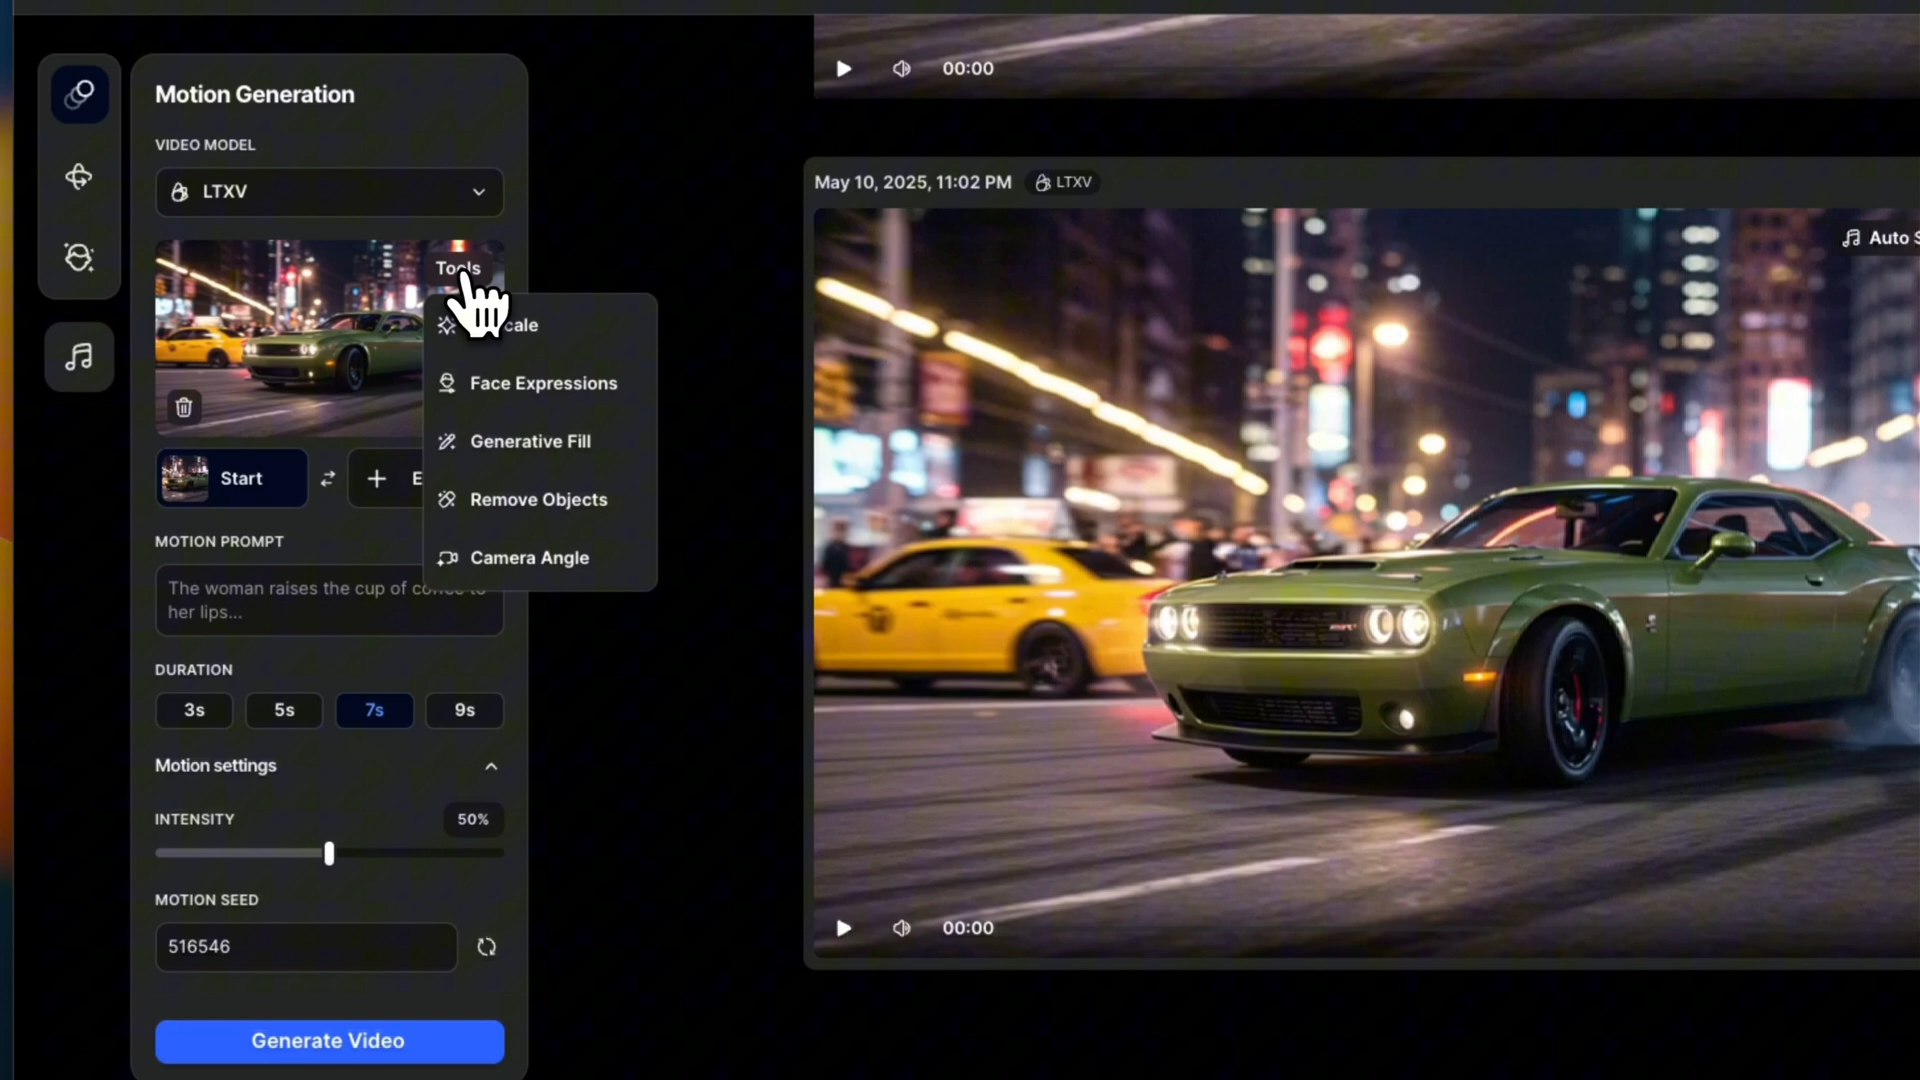 Motion Generation
VIDEO MODEL
LTXV
Tools
Face Expressions
Generative Fill
Remove Objects
Camera Angle
Start
MOTION PROMPT
The woman raises the cup of
her lips...
DURATION
3s 5s 7s 9s
Motion settings
INTENSITY
50%
MOTION SEED
516546
Generate Video
00:00
May 10, 2025, 11:02 PM
LTXV
Auto
00:00